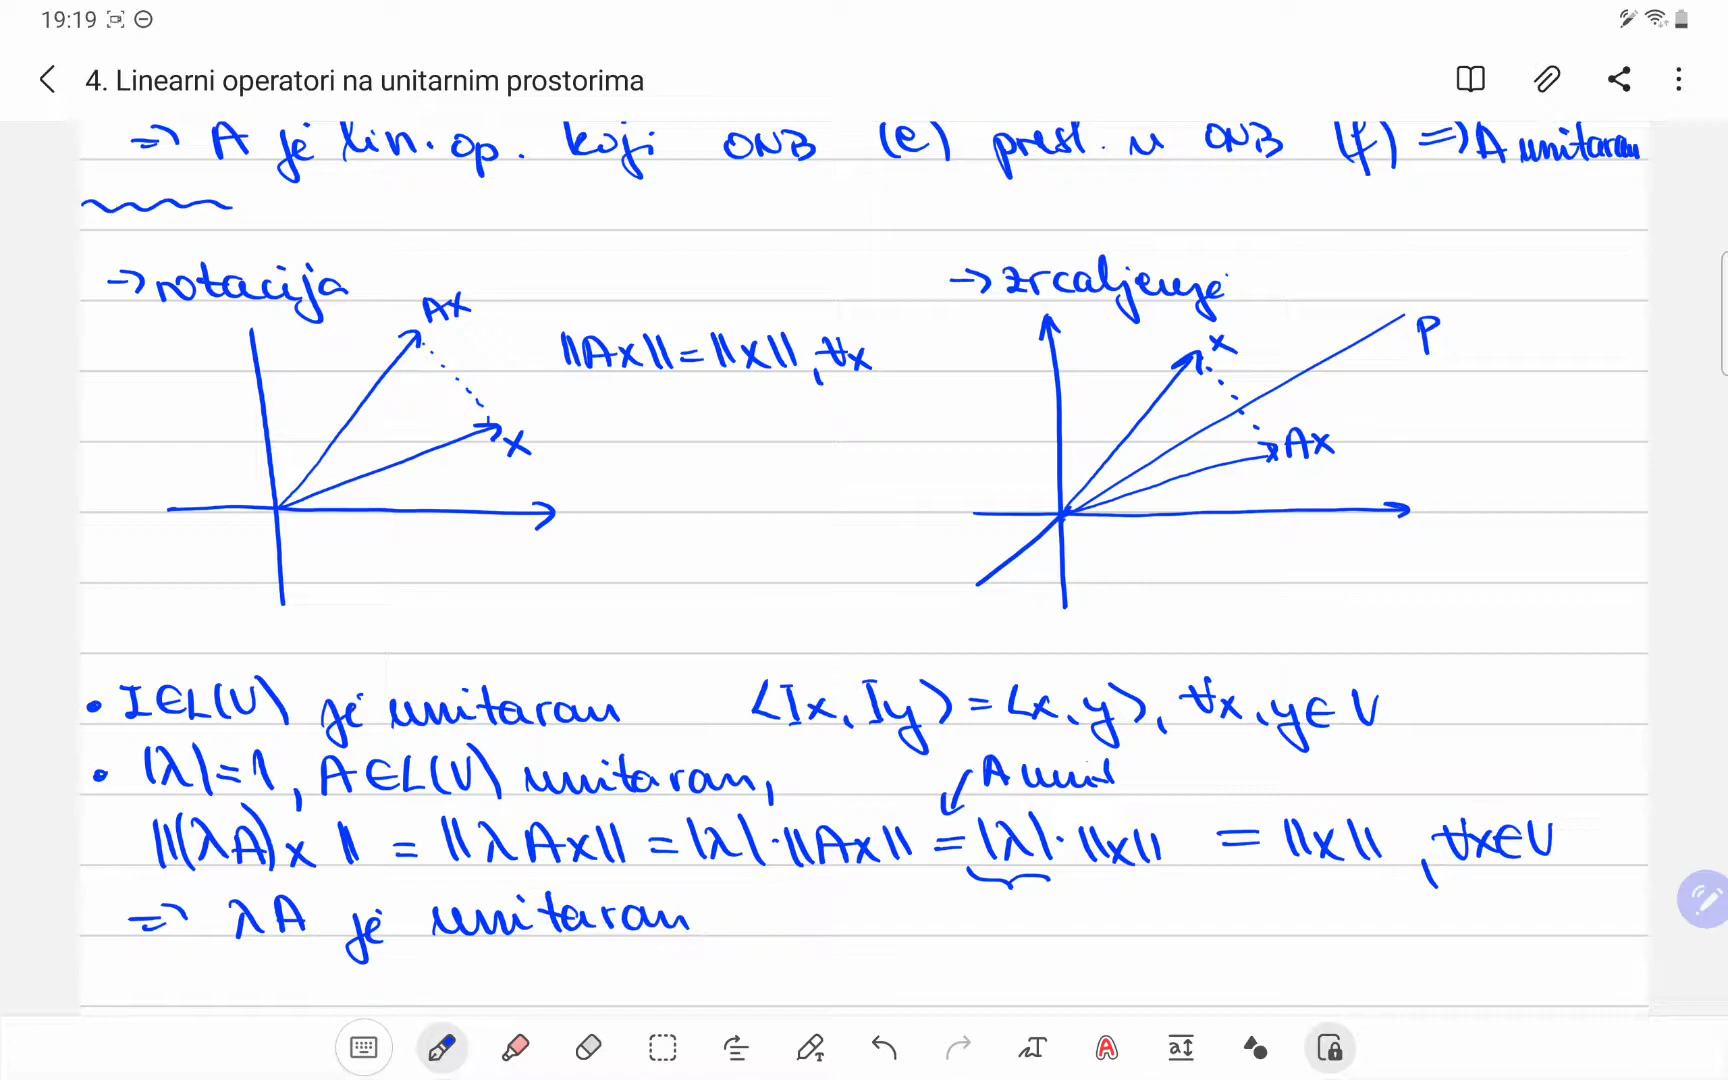 19:19
4. Linearni operatori na unitarnim prostorima
=> A je lin. op. koji ONB (e) presl. u ONB (f) => A unitaran
→ rotacija
→ zrcaljenje
Ax
x
‖Ax‖ = ‖x‖, ∀x
x
p
Ax
• I∈L(V) je unitaran ⟨Ix, Iy⟩ = ⟨x, y⟩, ∀x, y ∈ V
• |λ|=1, A∈L(V) unitaran,
A unit
‖(λA)x‖ = ‖λAx‖ = |λ|·‖Ax‖ = |λ|·‖x‖ = ‖x‖, ∀x∈V
=> λA je unitaran